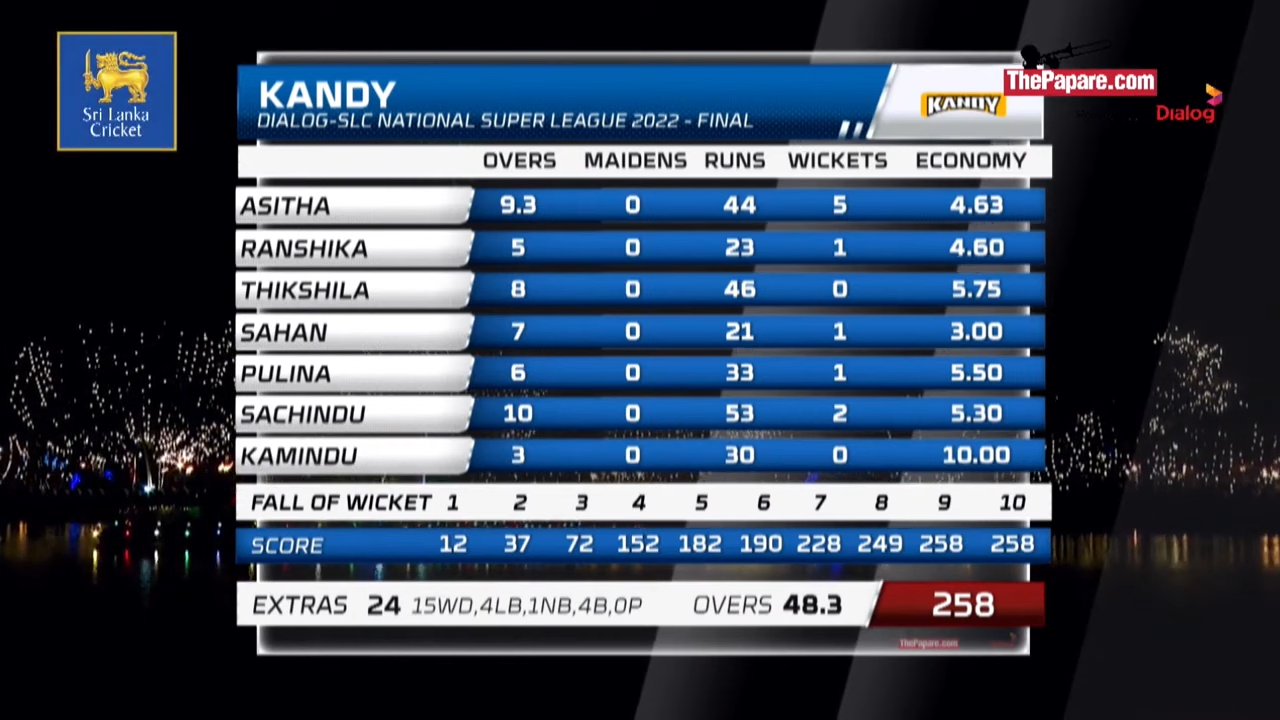 Sri Lanka
Cricket
KANDY
DIALOG-SLC NATIONAL SUPER LEAGUE 2022 - FINAL
KANDY
ThePapare.com
Dialog
OVERS MAIDENS RUNS WICKETS ECONOMY
ASITHA 9.3 0 44 5 4.63
RANSHIKA 5 0 23 1 4.60
THIKSHILA 8 0 46 0 5.75
SAHAN 7 0 21 1 3.00
PULINA 6 0 33 1 5.50
SACHINDU 10 0 53 2 5.30
KAMINDU 3 0 30 0 10.00
FALL OF WICKET 1 2 3 4 5 6 7 8 9 10
SCORE 12 37 72 152 182 190 228 249 258 258
EXTRAS 24 15WD,4LB,1NB,4B,0P OVERS 48.3 258
ThePapare.com